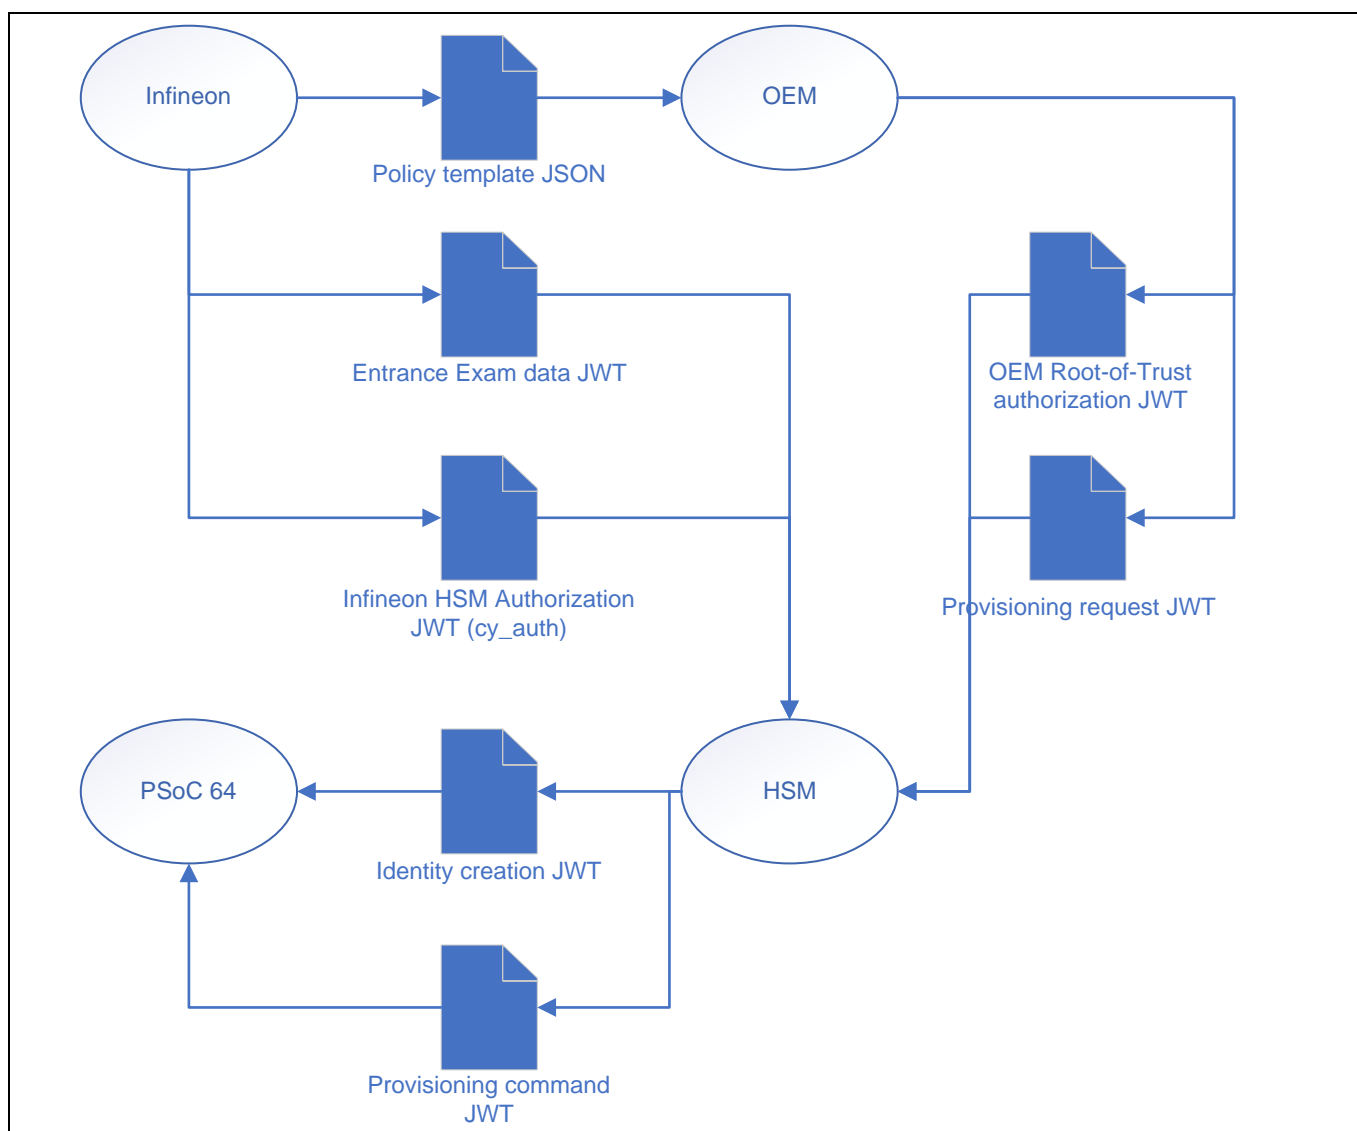 Infineon
OEM
Policy template JSON
Entrance Exam data JWT
OEM Root-of-Trust
authorization JWT
Infineon HSM Authorization
JWT (cy_auth)
Provisioning request JWT
PSoC 64
HSM
Identity creation JWT
Provisioning command
JWT